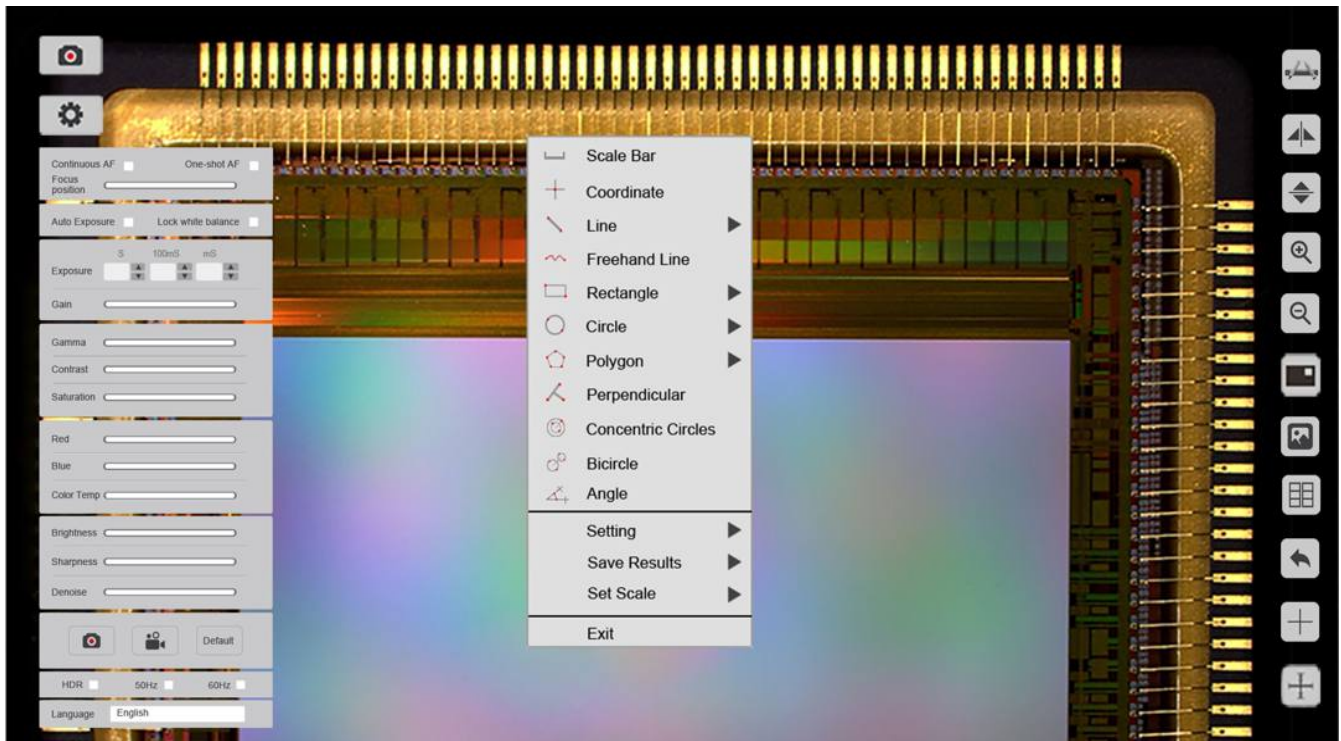 Continuous AF One-shot AF
Focus
position
Auto Exposure Lock white balance
S 100mS mS
Exposure
Gain
Gamma
Contrast
Saturation
Red
Blue
Color Temp
Brightness
Sharpness
Denoise
Default
HDR 50Hz 60Hz
Language English
Scale Bar
Coordinate
Line
Freehand Line
Rectangle
Circle
Polygon
Perpendicular
Concentric Circles
Bicircle
Angle
Setting
Save Results
Set Scale
Exit